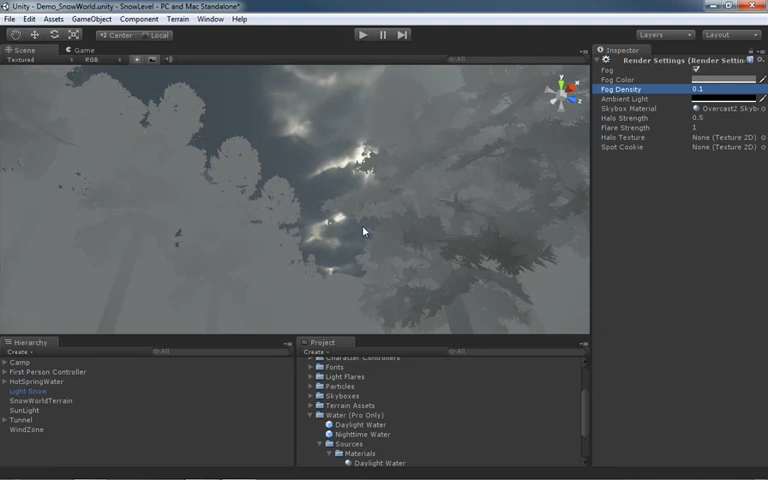 Unity - Demo_SnowWorld.unity - SnowLevel - PC and Mac Standalone*
File Edit Assets GameObject Component Terrain Window Help
Center Local Layers Layout
Scene Game
Textured RGB All
y
x
z
Inspector
Render Settings (Render Settin
Fog
Fog Color
Fog Density 0.1
Ambient Light
Skybox Material Overcast2 Skyb
Halo Strength 0.5
Flare Strength 1
Halo Texture None (Texture 2D)
Spot Cookie None (Texture 2D)
Hierarchy
Create All
Camp
First Person Controller
HotSpringWater
Light Snow
SnowWorldTerrain
SunLight
Tunnel
WindZone
Project
Create All
Character Controllers
Fonts
Light Flares
Particles
Skyboxes
Terrain Assets
Water (Pro Only)
Daylight Water
Nighttime Water
Sources
Materials
Daylight Water